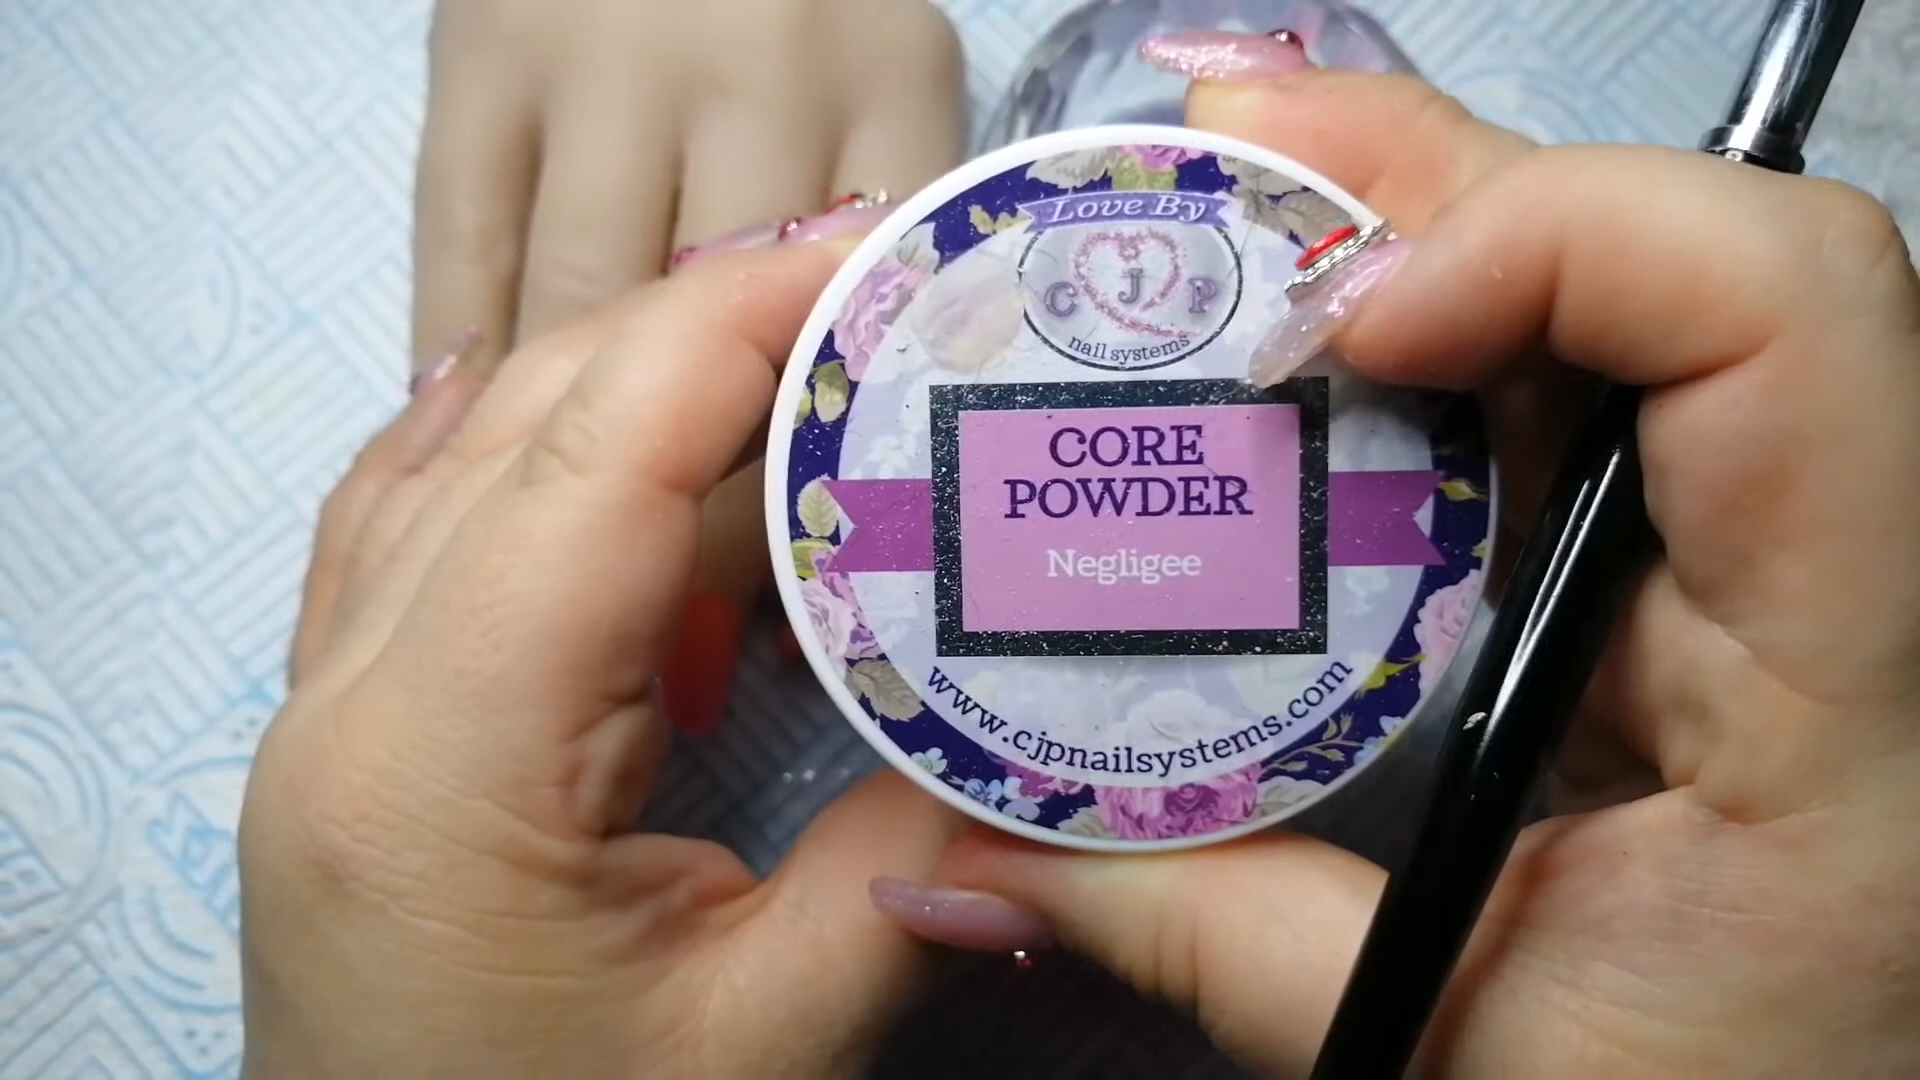 Love By
C J P
nail systems
CORE
POWDER
Negligee
www.cjpnailsystems.com